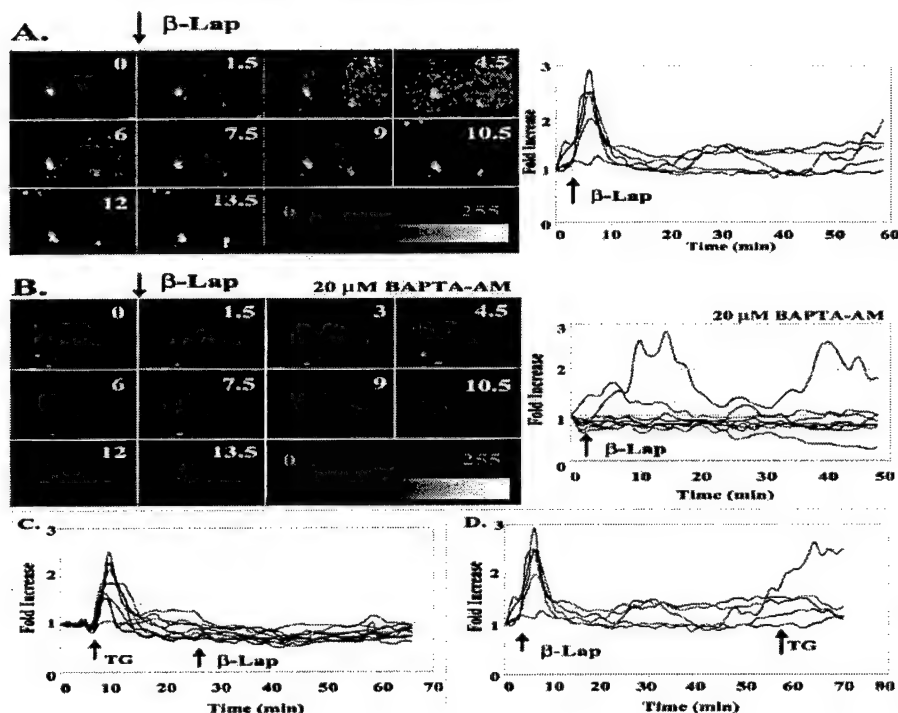 A.
β-Lap
0 1.5 3 4.5
6 7.5 9 10.5
12 13.5 0 255
Fold Increase
3
2
1
0
β-Lap
0 10 20 30 40 50 60
Time (min)
B.
β-Lap
20 μM BAPTA-AM
0 1.5 3 4.5
6 7.5 9 10.5
12 13.5 0 255
20 μM BAPTA-AM
Fold Increase
3
2
1
0
β-Lap
0 10 20 30 40 50
Time (min)
C.
Fold Increase
3
2
1
0
TG
β-Lap
0 10 20 30 40 50 60 70
Time (min)
D.
Fold Increase
3
2
1
0
β-Lap
TG
0 10 20 30 40 50 60 70 80
Time (min)